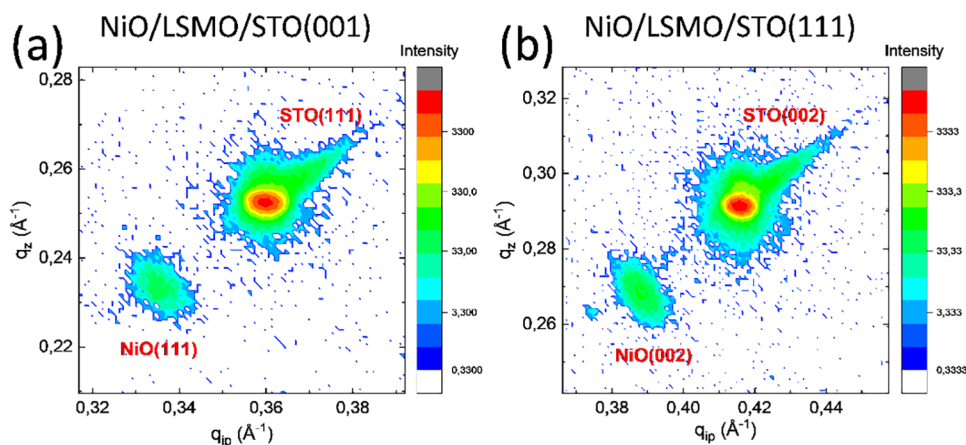 (a)
NiO/LSMO/STO(001)
Intensity
0,28
0,26
0,24
0,22
q_z (Å⁻¹)
STO(111)
NiO(111)
3300
330,0
33,00
3,300
0,3300
0,32
0,34
0,36
0,38
q_ip (Å⁻¹)
(b)
NiO/LSMO/STO(111)
Intensity
0,32
0,30
0,28
0,26
q_z (Å⁻¹)
STO(002)
NiO(002)
3333
333,3
33,33
3,333
0,3333
0,38
0,40
0,42
0,44
q_ip (Å⁻¹)